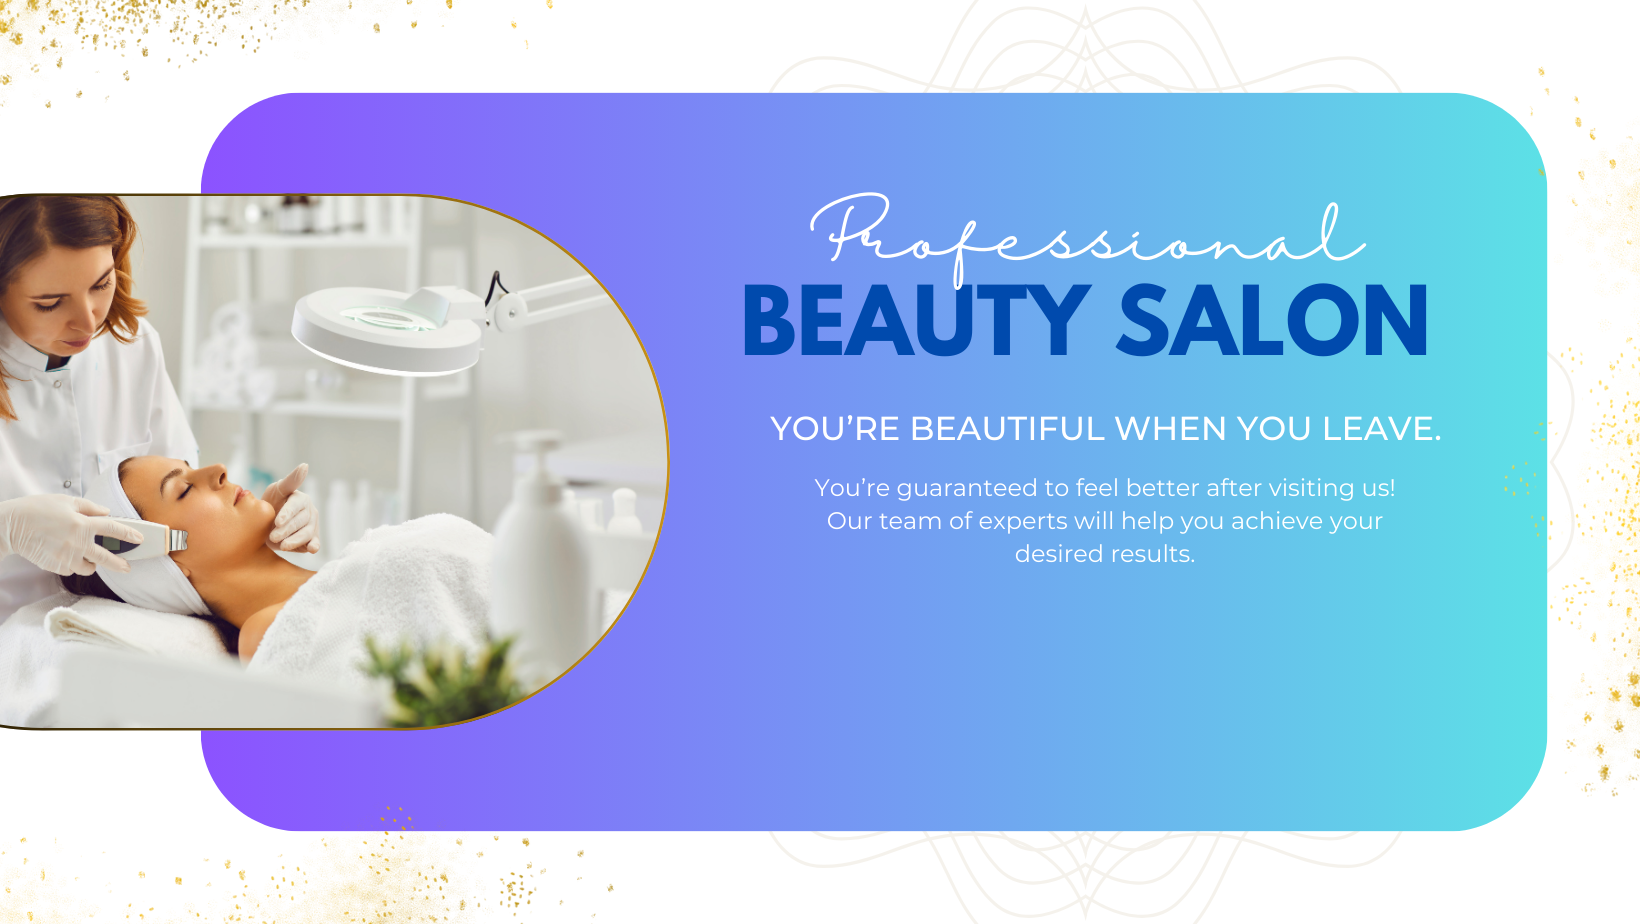 Professional
BEAUTY SALON
YOU’RE BEAUTIFUL WHEN YOU LEAVE.
You’re guaranteed to feel better after visiting us!
Our team of experts will help you achieve your
desired results.